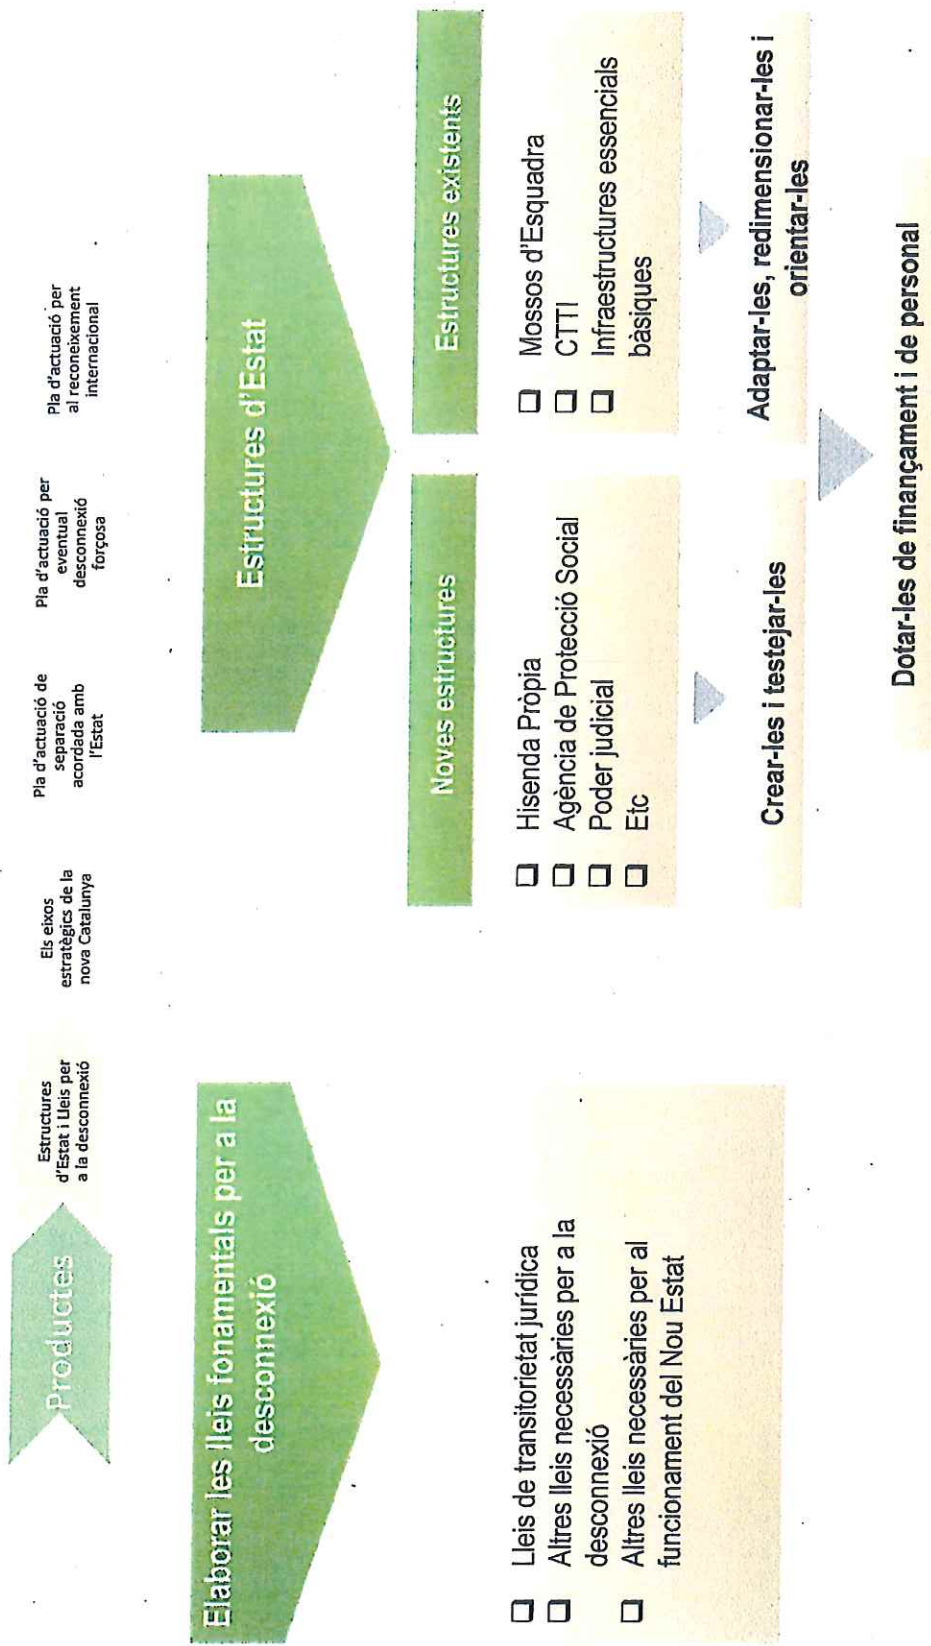 Productes
Estructures
d'Estat i Lleis per
a la desconnexió
Els eixos
estratègics de la
nova Catalunya
Pla d'actuació de
separació
acordada amb
l'Estat
Pla d'actuació per
eventual
desconnexió
forçosa
Pla d'actuació per
al reconeixement
internacional
Elaborar les lleis fonamentals per a la
desconnexió
Lleis de transitorietat jurídica
Altres lleis necessàries per a la
desconnexió
Altres lleis necessàries per al
funcionament del Nou Estat
Estructures d'Estat
Noves estructures
Hisenda Pròpia
Agència de Protecció Social
Poder judicial
Etc
Crear-les i testejar-les
Estructures existents
Mossos d'Esquadra
CTTI
Infraestructures essencials
bàsiques
Adaptar-les, redimensionar-les i
orientar-les
Dotar-les de finançament i de personal